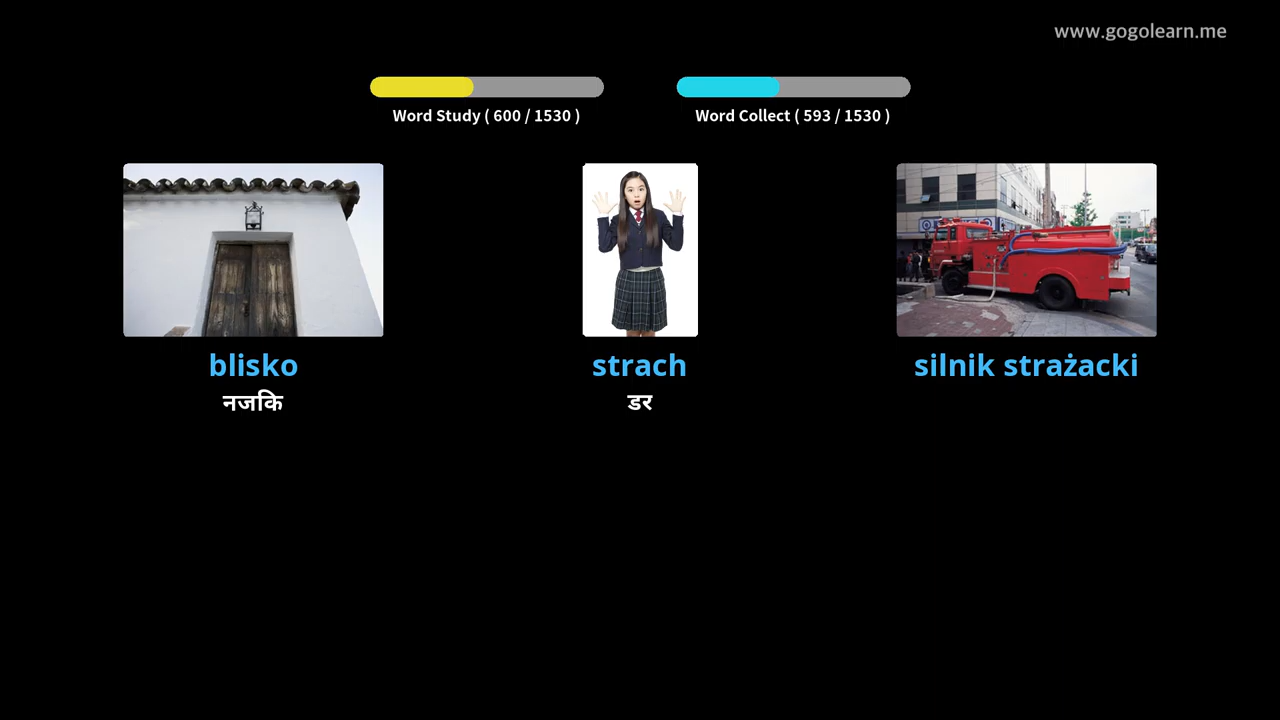 www.gogolearn.me
Word Study ( 600 / 1530 )
Word Collect ( 593 / 1530 )
blisko
strach
silnik strażacki
नजकि
डर